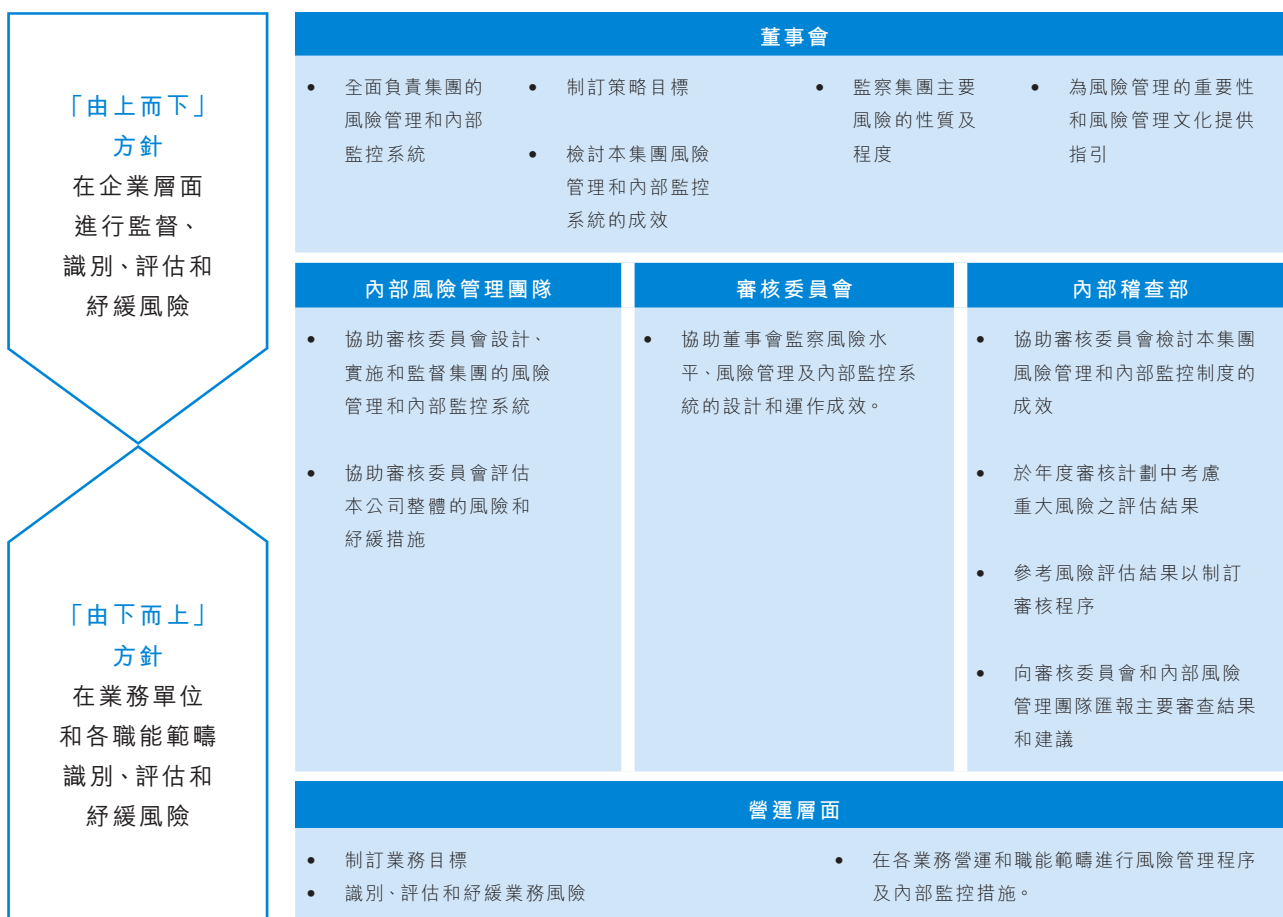 「由上而下」
方針
在企業層面
進行監督、
識別、評估和
紓緩風險
「由下而上」
方針
在業務單位
和各職能範疇
識別、評估和
紓緩風險
董事會
• 全面負責集團的
風險管理和內部
監控系統
• 制訂策略目標
• 檢討本集團風險
管理和內部監控
系統的成效
• 監察集團主要
風險的性質及
程度
• 為風險管理的重要性
和風險管理文化提供
指引
內部風險管理團隊
• 協助審核委員會設計、
實施和監督集團的風險
管理和內部監控系統
• 協助審核委員會評估
本公司整體的風險和
紓緩措施
審核委員會
• 協助董事會監察風險水
平、風險管理及內部監控系
統的設計和運作成效。
內部稽查部
• 協助審核委員會檢討本集團
風險管理和內部監控制度的
成效
• 於年度審核計劃中考慮
重大風險之評估結果
• 參考風險評估結果以制訂
審核程序
• 向審核委員會和內部風險
管理團隊匯報主要審查結果
和建議
營運層面
• 制訂業務目標
• 識別、評估和紓緩業務風險
• 在各業務營運和職能範疇進行風險管理程序
及內部監控措施。